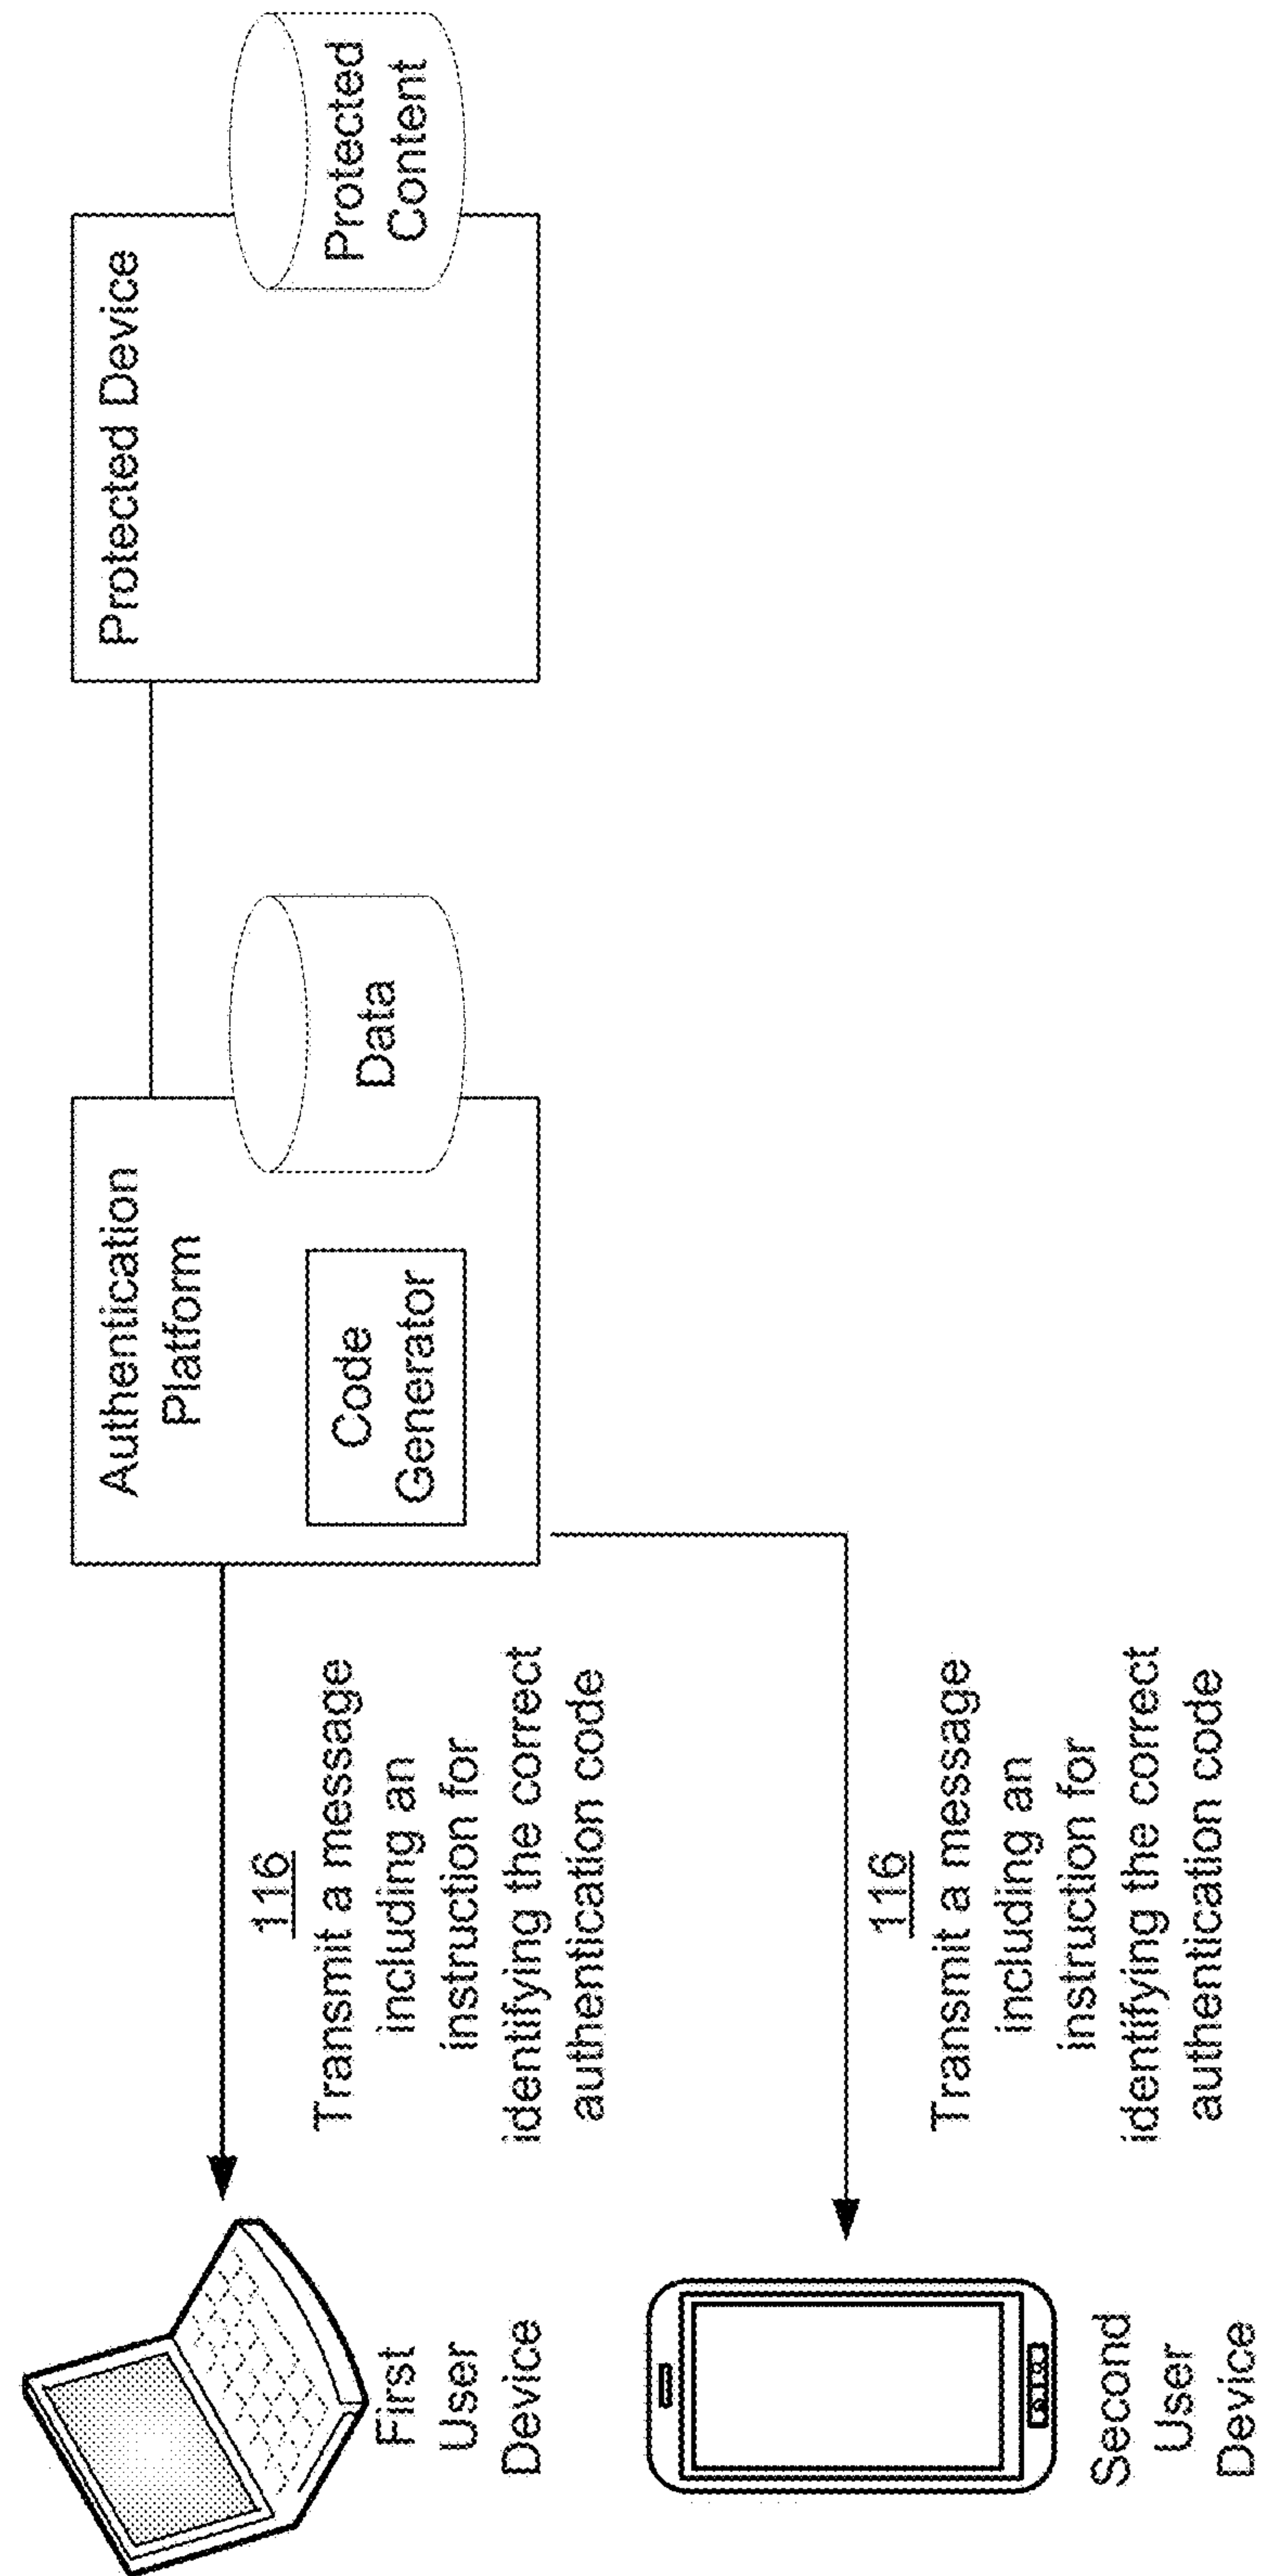 First
User
Device
116
Transmit a message
including an
instruction for
identifying the correct
authentication code
Authentication
Platform
Code
Generator
Data
Protected Device
Protected
Content
Second
User
Device
116
Transmit a message
including an
instruction for
identifying the correct
authentication code